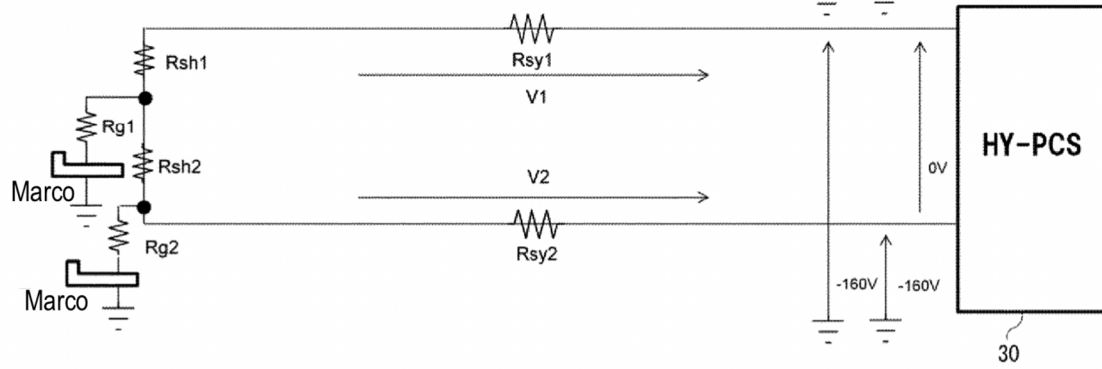 Rsh1
Rsy1
V1
Rg1
HY-PCS
Rsh2
V2
0V
Marco
Rg2
Rsy2
-160V
-160V
Marco
30